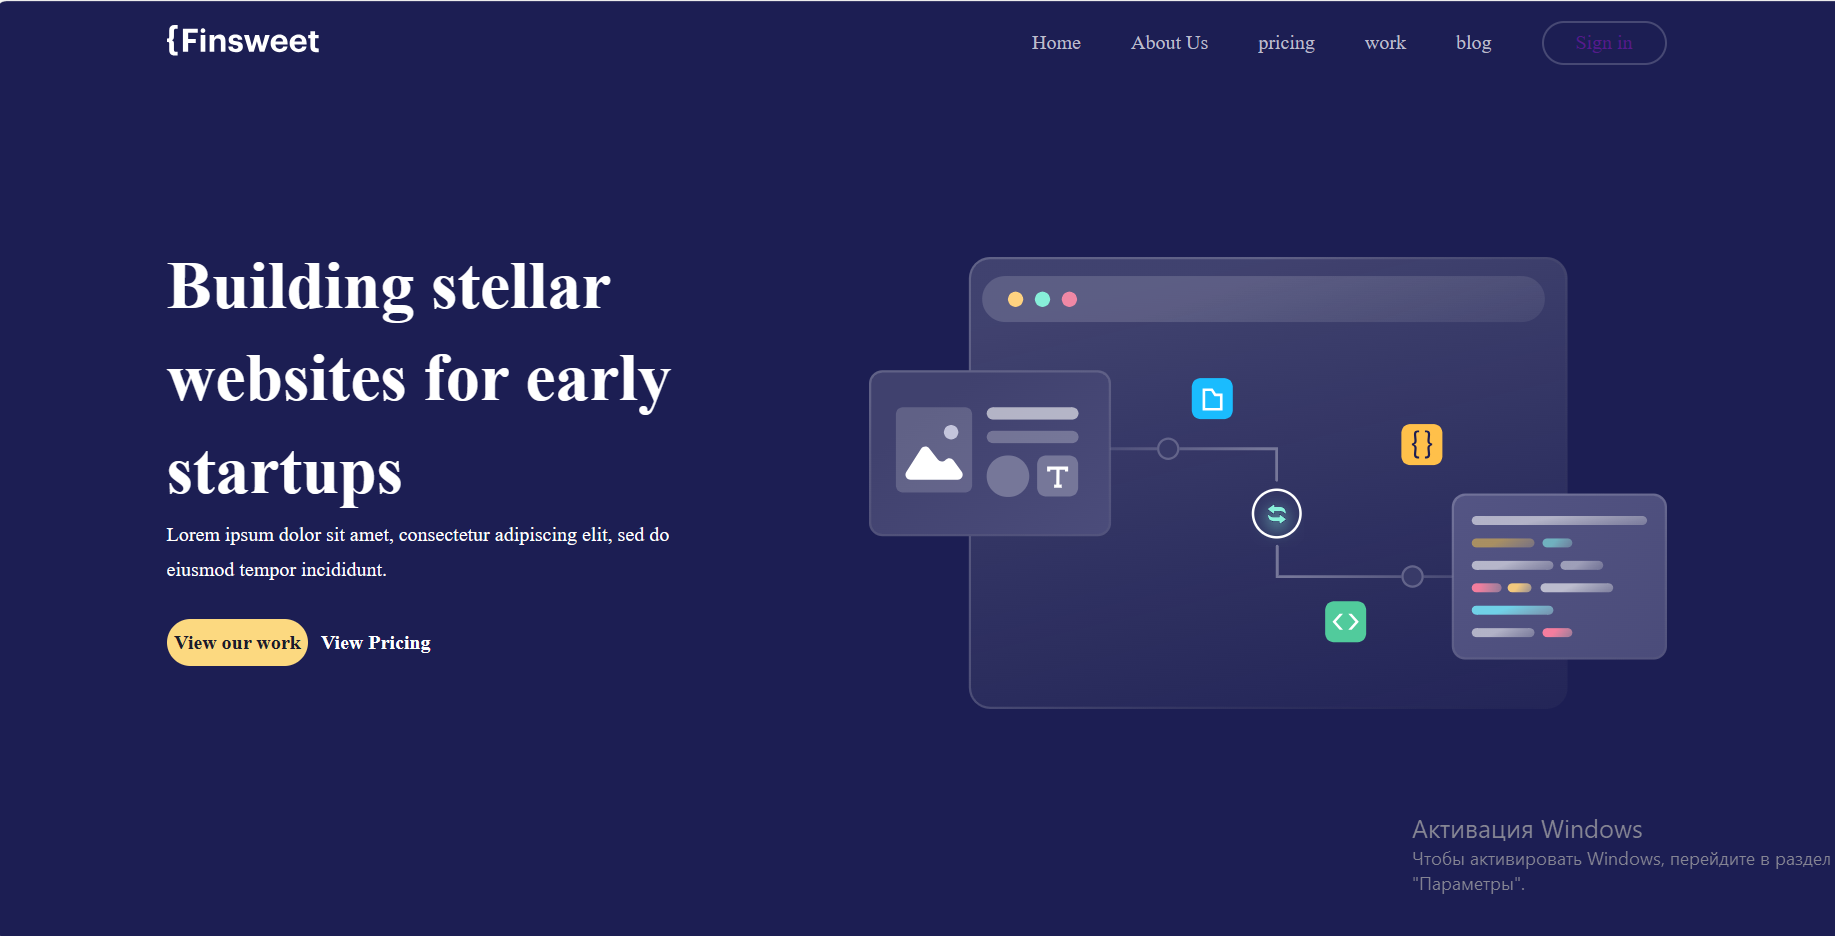 {Finsweet
Home
About Us
pricing
work
blog
Sign in
Building stellar
websites for early
startups
Lorem ipsum dolor sit amet, consectetur adipiscing elit, sed do
eiusmod tempor incididunt.
View our work
View Pricing
T
{ }
< >
Активация Windows
Чтобы активировать Windows, перейдите в раздел
"Параметры".